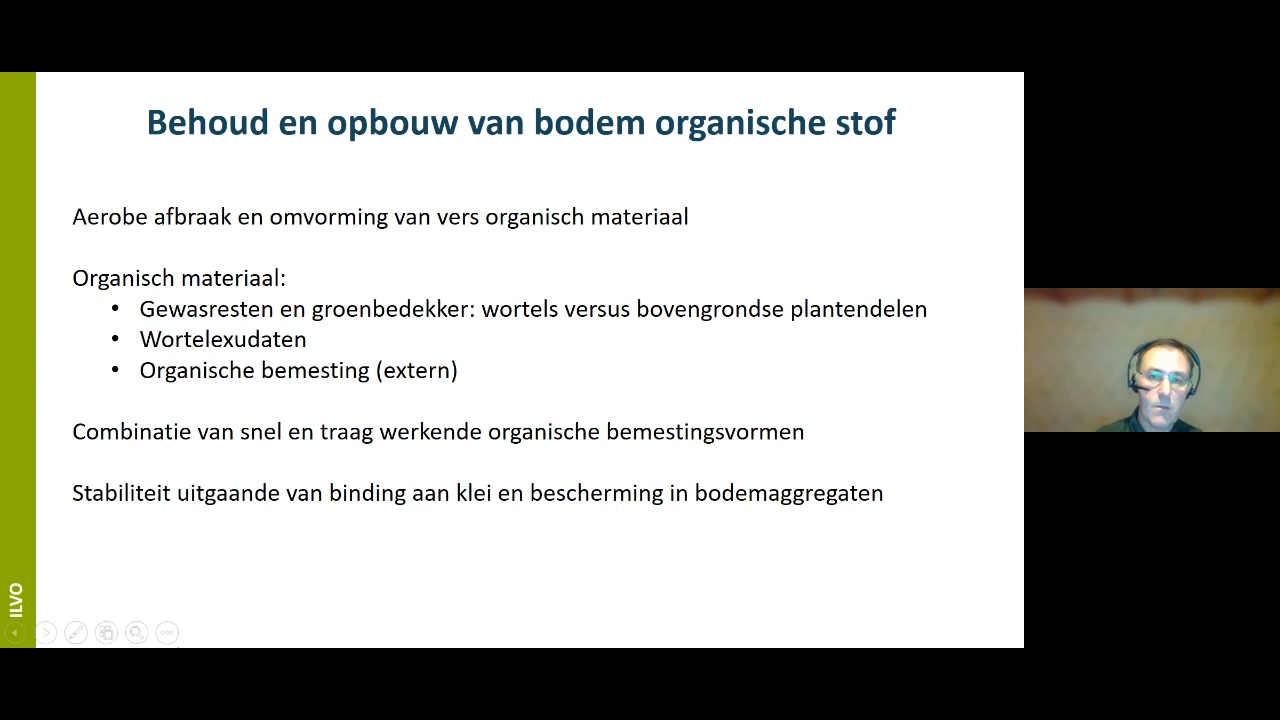 Behoud en opbouw van bodem organische stof
Aerobe afbraak en omvorming van vers organisch materiaal
Organisch materiaal:
• Gewasresten en groenbedekker: wortels versus bovengrondse plantendelen
• Wortelexudaten
• Organische bemesting (extern)
Combinatie van snel en traag werkende organische bemestingsvormen
Stabiliteit uitgaande van binding aan klei en bescherming in bodemaggregaten
ILVO